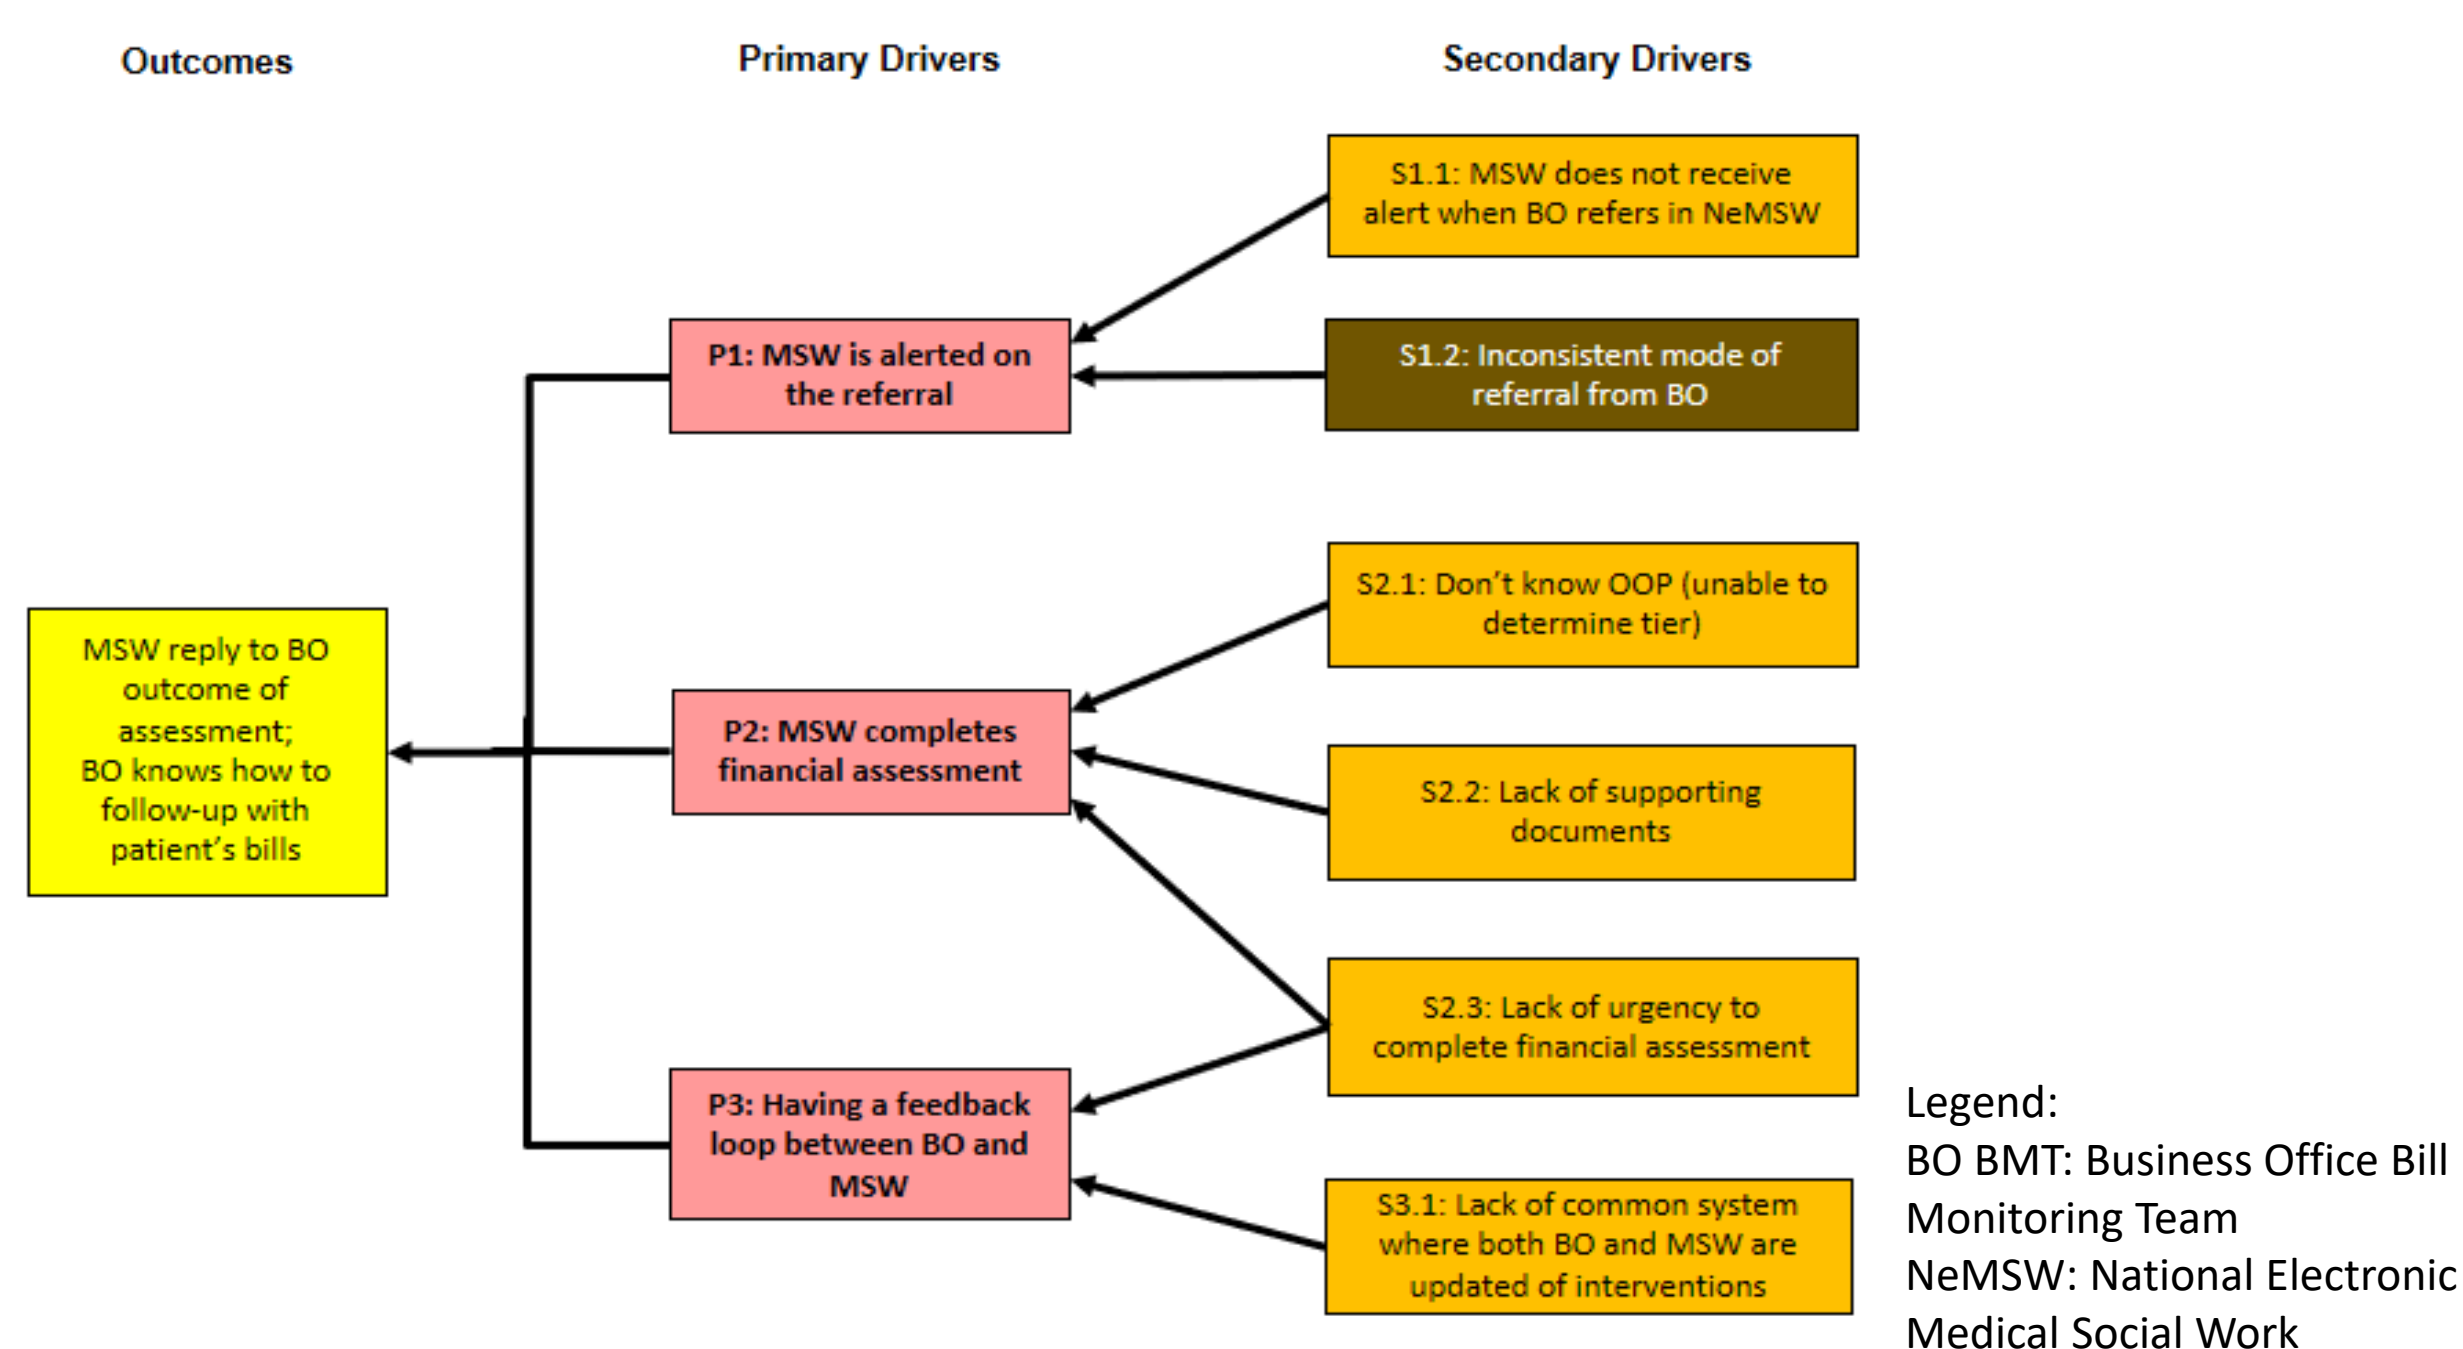 Outcomes
Primary Drivers
Secondary Drivers
S1.1: MSW does not receive
alert when BO refers in NeMSW
P1: MSW is alerted on
the referral
S1.2: Inconsistent mode of
referral from BO
S2.1: Don't know OOP (unable to
determine tier)
MSW reply to BO
outcome of
assessment;
BO knows how to
follow-up with
patient's bills
P2: MSW completes
financial assessment
S2.2: Lack of supporting
documents
S2.3: Lack of urgency to
complete financial assessment
P3: Having a feedback
loop between BO and
MSW
S3.1: Lack of common system
where both BO and MSW are
updated of interventions
Legend:
BO BMT: Business Office Bill
Monitoring Team
NeMSW: National Electronic
Medical Social Work